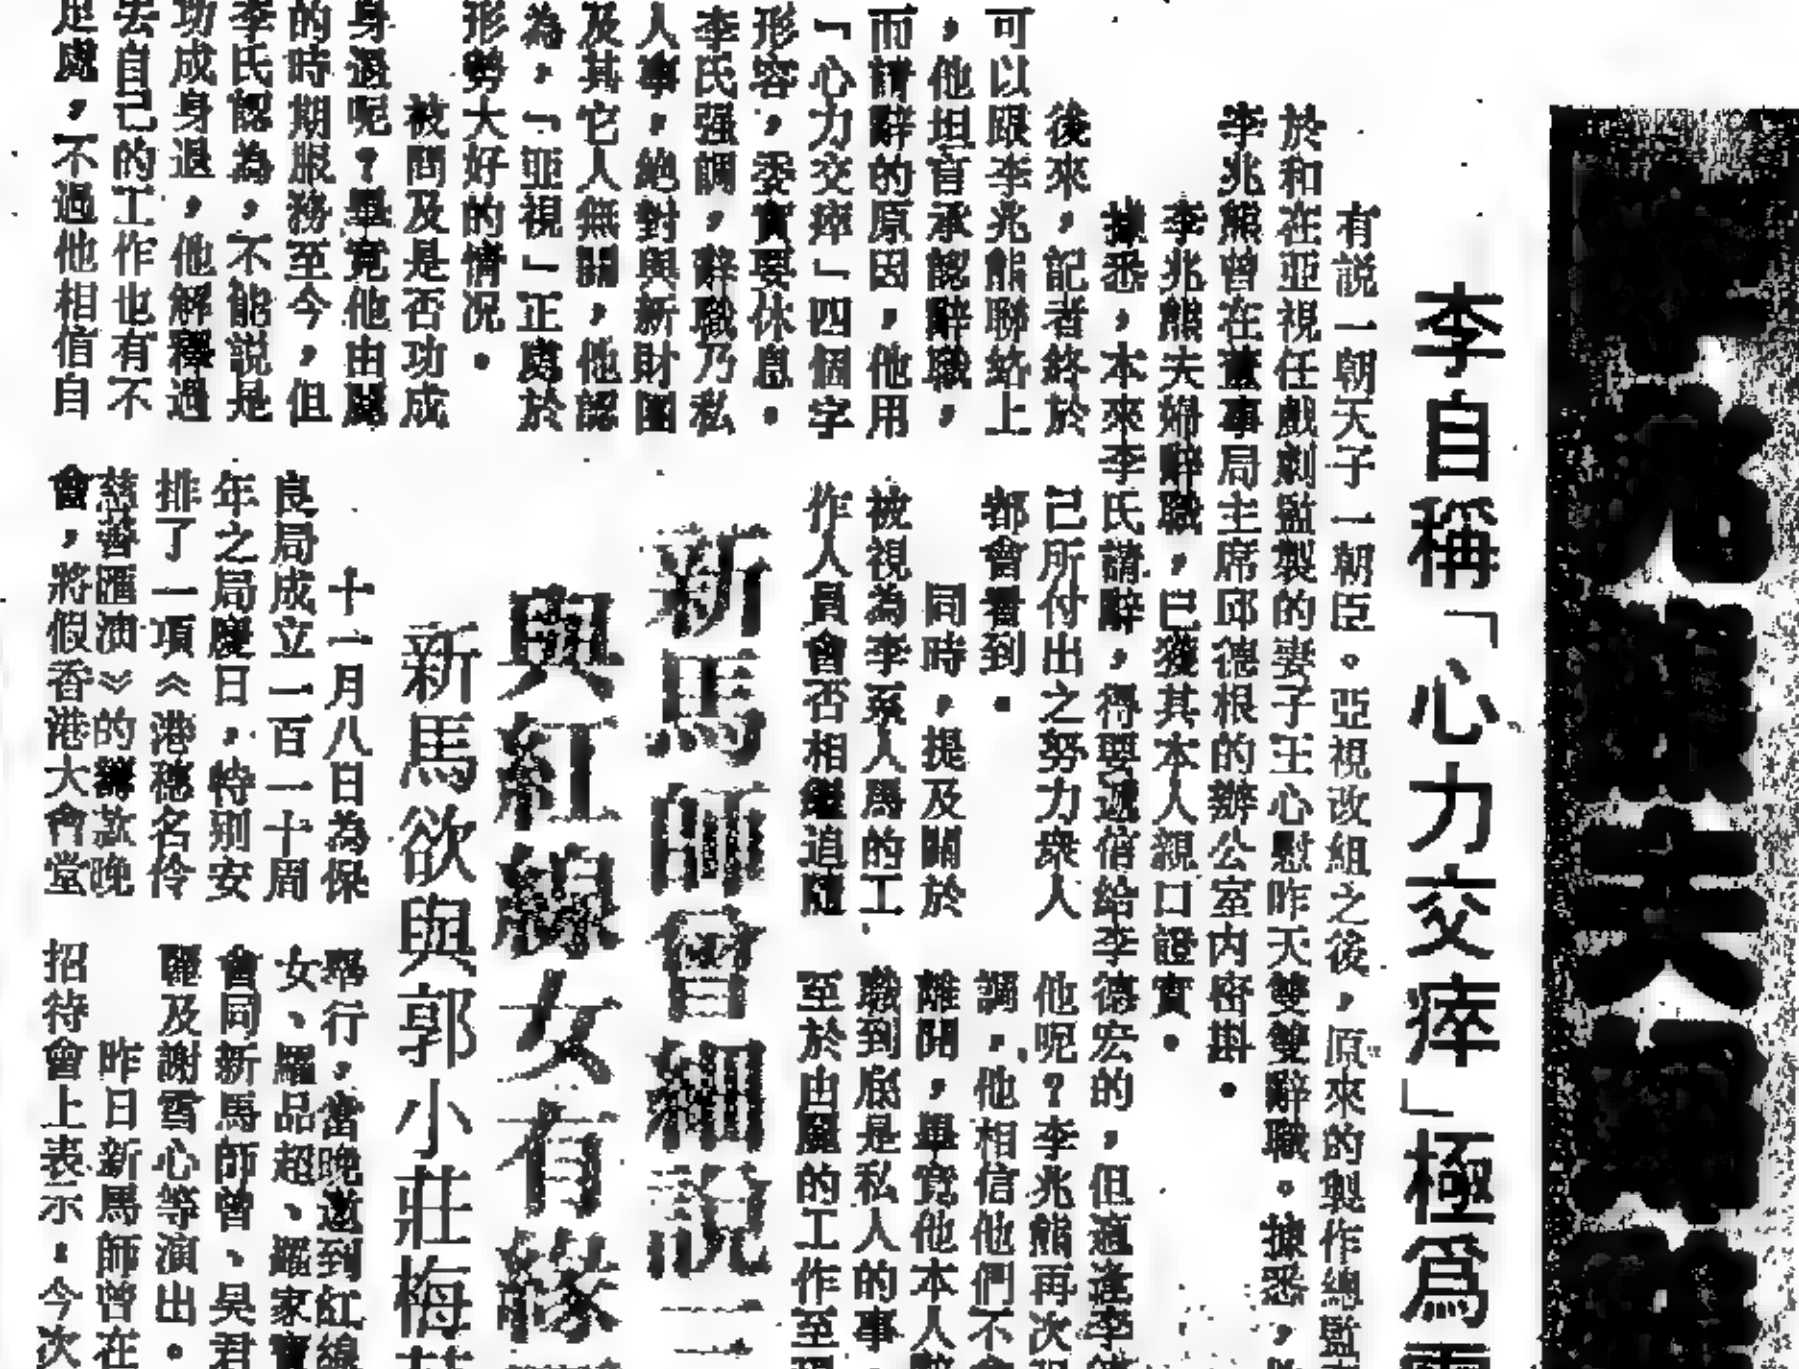 兆熊夫婦
李自稱「心力交瘁」極爲
有説一朝天子一朝臣。亞視改組之後，原來的製作總監
於和在亞視任戲劇監製的妻子王心慰昨天雙雙辭職。據悉，
李兆熊曾在董事局主席邱德根的辦公室内密斟。
李兆熊夫婦辭職，已獲其本人親口證實。
據悉，本來李氏請辭，得要遞信給李德宏的，但適逢李
後來，記者終於
可以跟李兆熊聯絡上
，他坦言承認辭職，
而請辭的原因，他用
「心力交瘁」四個字
形容，委實要休息。
李氏强調，辭職乃私
人事，絶對與新財團
及其它人無關，他認
為，「亞視」正處於
形勢大好的情况。
被問及是否功成
身退呢？畢竟他由麗
的時期服務至今，但
李氏認為，不能説是
功成身退，他解釋過
去自己的工作也有不
足處，不過他相信自
己所付出之努力衆人
都會看到。
同時，提及關於
被視為李系人馬的工
作人員會否相繼追隨
他呢？李兆熊再次
調，他相信他們不
離開，畢竟他本人
職到底是私人的事
至於由麗的工作至
新馬師曾細説三
與紅線女有緣
新馬欲與郭小莊梅
十一月八日為保
良局成立一百一十周
年之局慶日，特别安
排了一項《港穗名伶
慈善匯演》的籌款晚
會，將假香港大會堂
舉行，當晚邀到紅線
女、羅品超、羅家寶
會同新馬師曾、吳君
麗及謝雪心等演出。
昨日新馬師曾在
招待會上表示：今次